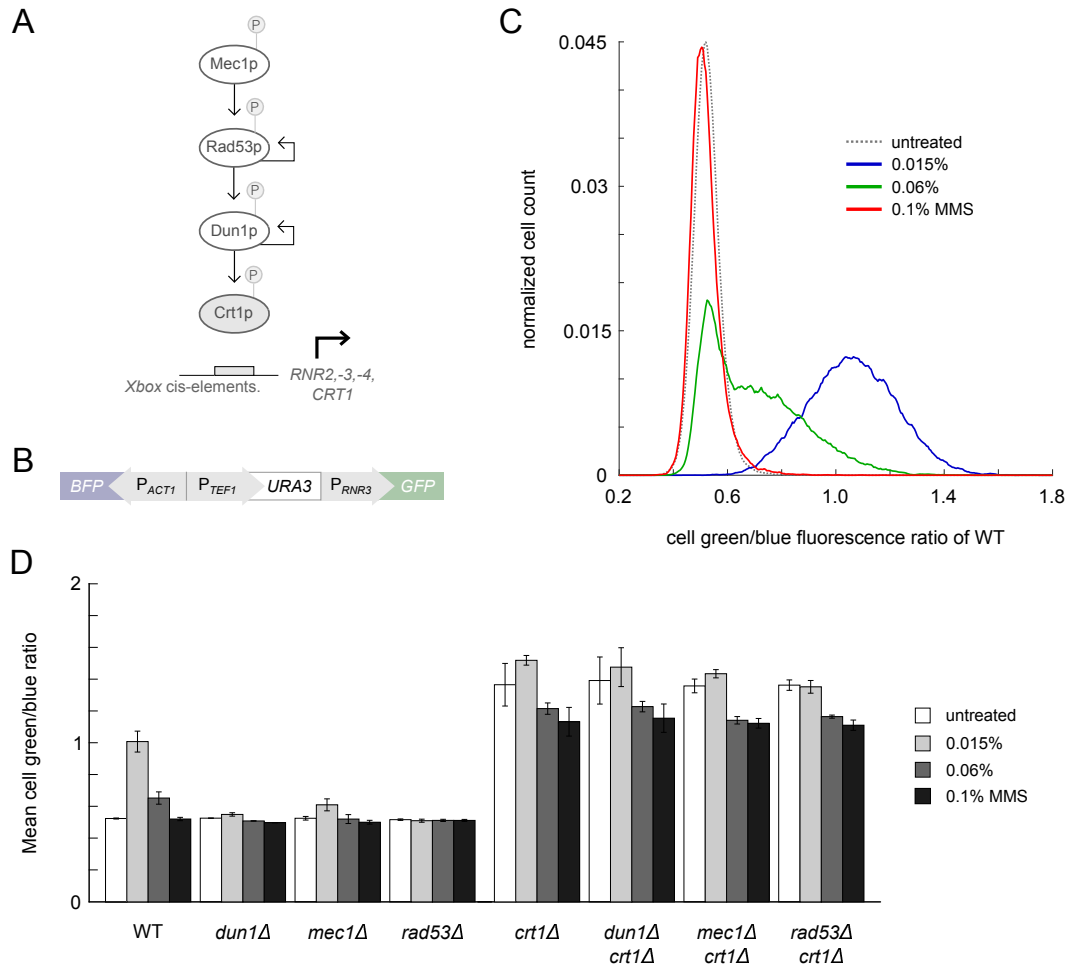 A
P
Mec1p
P
Rad53p
P
Dun1p
P
Crt1p
Xbox cis-elements.
RNR2,-3,-4,
CRT1
B
BFP PACT1 PTEF1 URA3 PRNR3 GFP
C
0.045
0.03
0.015
0
normalized cell count
untreated
0.015%
0.06%
0.1% MMS
0.2 0.6 1.0 1.4 1.8
cell green/blue fluorescence ratio of WT
D
2
1
0
Mean cell green/blue ratio
untreated
0.015%
0.06%
0.1% MMS
WT dun1Δ mec1Δ rad53Δ crt1Δ dun1Δ mec1Δ rad53Δ
crt1Δ crt1Δ crt1Δ